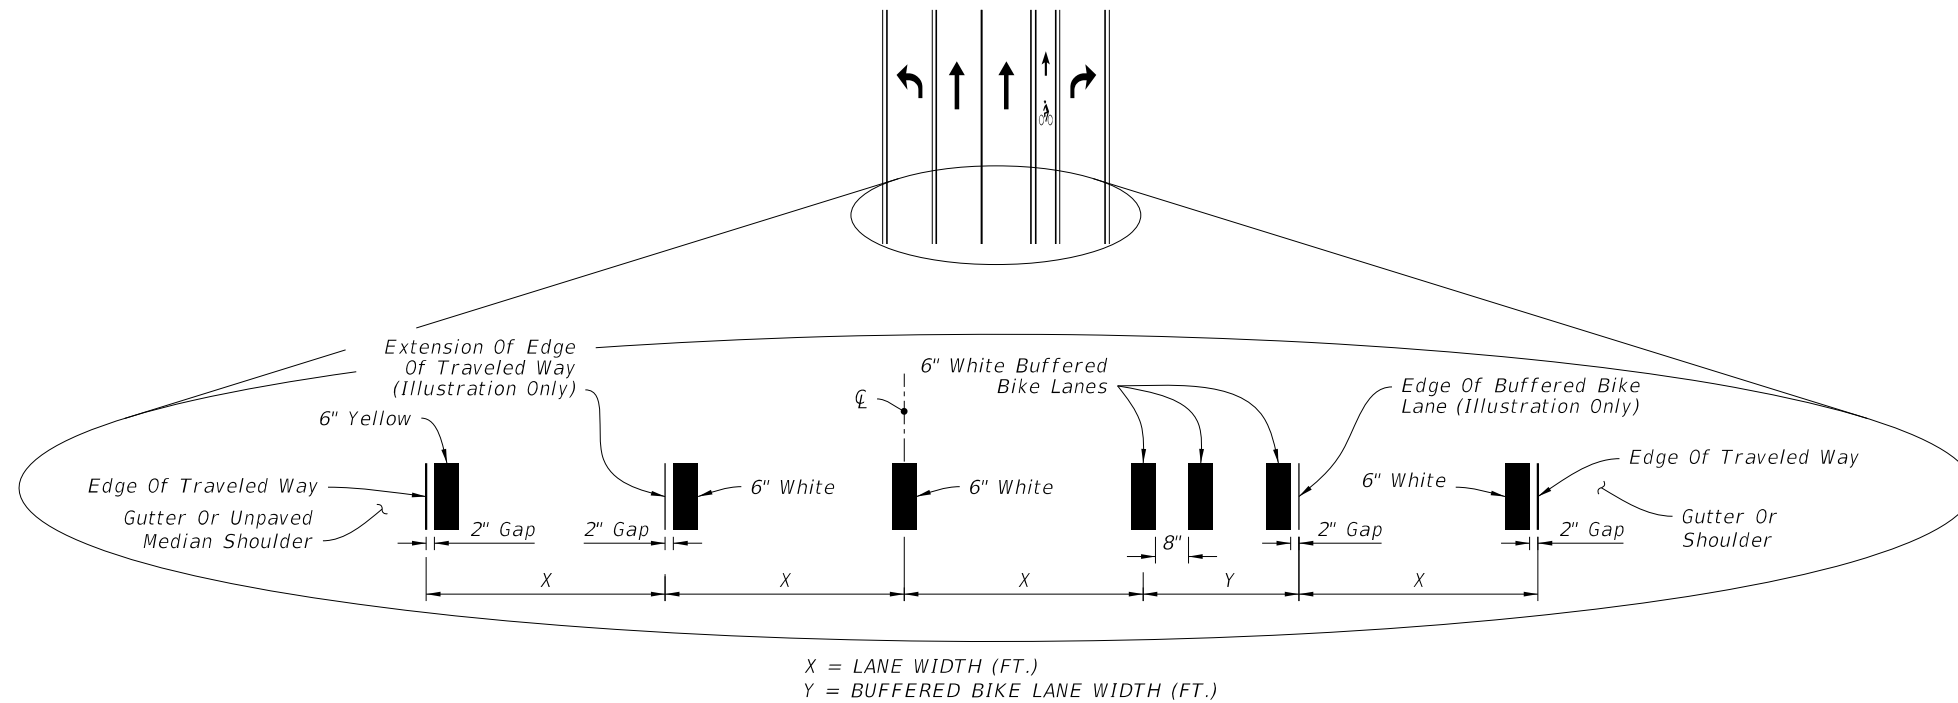 Extension Of Edge
Of Traveled Way
(Illustration Only)
6" White Buffered
Bike Lanes
Edge Of Buffered Bike
Lane (Illustration Only)
℄
6" Yellow
Edge Of Traveled Way
Gutter Or Unpaved
Median Shoulder
6" White
6" White
6" White
Edge Of Traveled Way
Gutter Or
Shoulder
2" Gap
2" Gap
8"
2" Gap
2" Gap
X
X
X
Y
X
X = LANE WIDTH (FT.)
Y = BUFFERED BIKE LANE WIDTH (FT.)